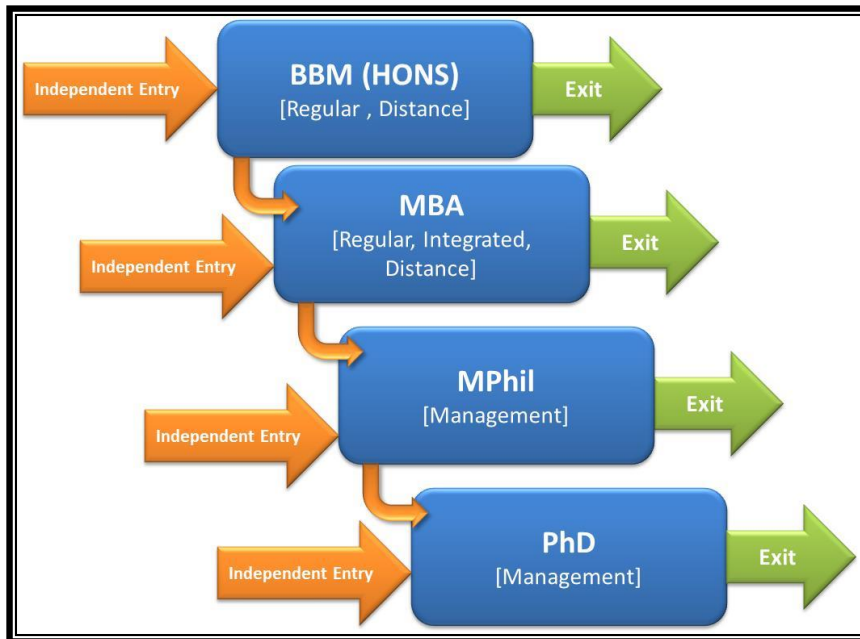 BBM (HONS)
[Regular , Distance]
Independent Entry
Exit
MBA
[Regular, Integrated,
Distance]
Independent Entry
Exit
MPhil
[Management]
Independent Entry
Exit
PhD
[Management]
Independent Entry
Exit